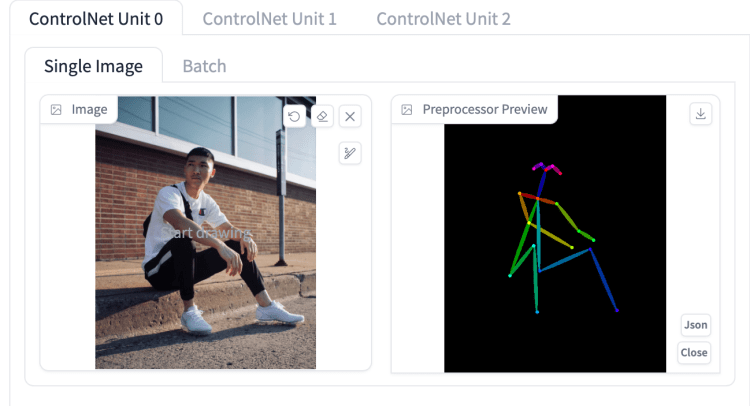 ControlNet Unit 0
ControlNet Unit 1
ControlNet Unit 2
Single Image
Batch
Image
Preprocessor Preview
Start drawing
Json
Close